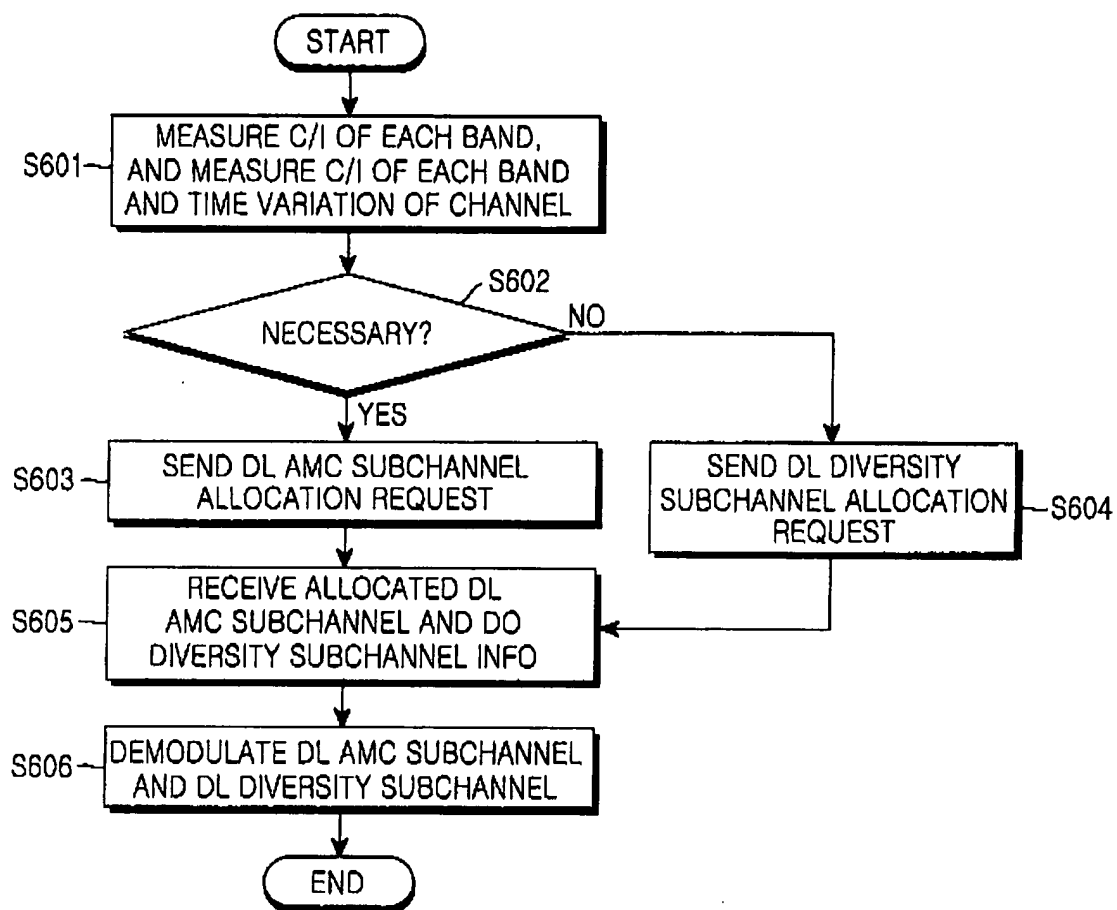 START
S601
MEASURE C/I OF EACH BAND,
AND MEASURE C/I OF EACH BAND
AND TIME VARIATION OF CHANNEL
S602
NECESSARY?
NO
YES
S603
SEND DL AMC SUBCHANNEL
ALLOCATION REQUEST
SEND DL DIVERSITY
SUBCHANNEL ALLOCATION
REQUEST
S604
S605
RECEIVE ALLOCATED DL
AMC SUBCHANNEL AND DO
DIVERSITY SUBCHANNEL INFO
S606
DEMODULATE DL AMC SUBCHANNEL
AND DL DIVERSITY SUBCHANNEL
END